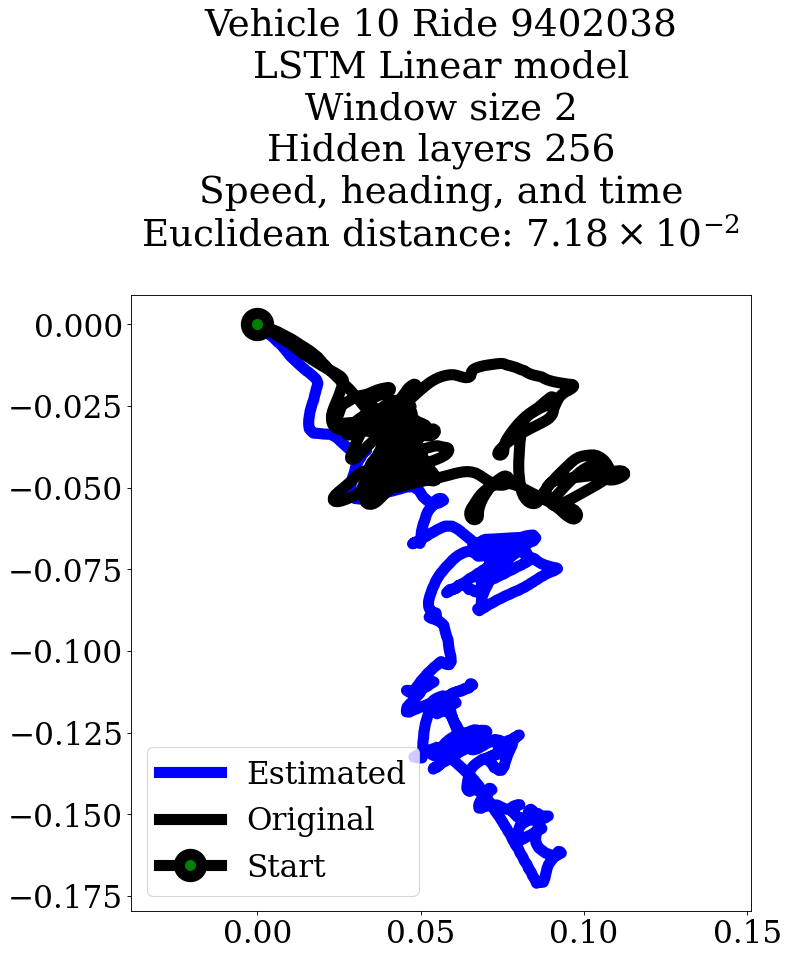 Vehicle 10 Ride 9402038
LSTM Linear model
Window size 2
Hidden layers 256
Speed, heading, and time
Euclidean distance: 7.18 × 10⁻²
0.000
−0.025
−0.050
−0.075
−0.100
−0.125
−0.150
−0.175
Estimated
Original
Start
0.00 0.05 0.10 0.15